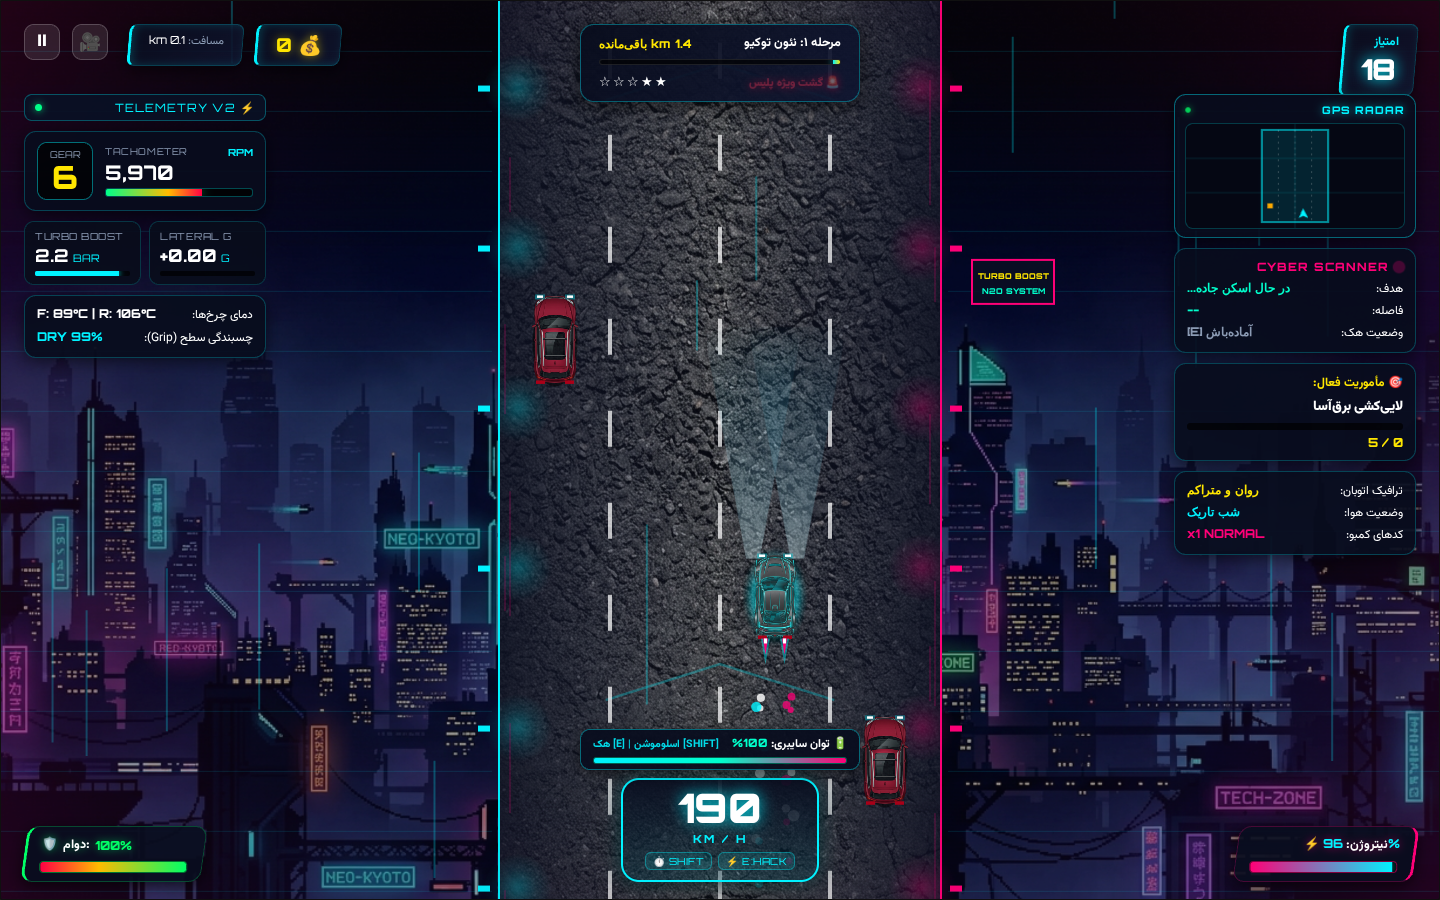 مسافت: 0.1 km
0
TELEMETRY V2
GEAR
6
TACHOMETER
RPM
5,970
TURBO BOOST
2.2 BAR
LATERAL G
+0.00 G
دمای چرخ‌ها: F: 89°C | R: 106°C
چسبندگی سطح (Grip): DRY 99%
مرحله ۱: نئون توکیو
1.4 km باقی‌مانده
🚨 گشت ویژه پلیس
★★☆☆☆
امتیاز
18
GPS RADAR
CYBER SCANNER
هدف: در حال اسکن جاده...
فاصله: --
وضعیت هک: آماده‌باش [E]
🎯 مأموریت فعال:
لایی‌کشی برق‌آسا
0 / 5
ترافیک اتوبان: روان و متراکم
وضعیت هوا: شب تاریک
کدهای کمبو: x1 NORMAL
TURBO BOOST
N2O SYSTEM
NEO-KYOTO
NEO-KYOTO
TECH-ZONE
ZONE
🔋 توان سایبری: 100%
[SHIFT] اسلوموشن | [E] هک
190
KM / H
⏱ SHIFT
⚡ E:HACK
🛡 دوام: 100%
نیتروژن: 96% ⚡